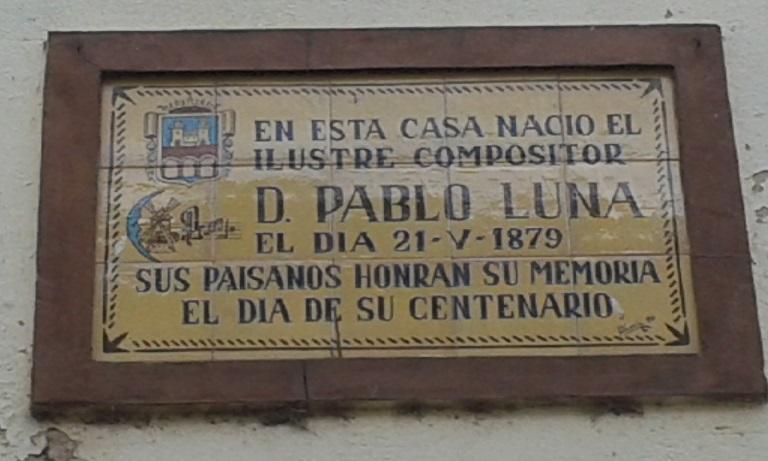 EN ESTA CASA NACIO EL
ILUSTRE COMPOSITOR
D. PABLO LUNA
EL DIA 21-V-1879
SUS PAISANOS HONRAN SU MEMORIA
EL DIA DE SU CENTENARIO